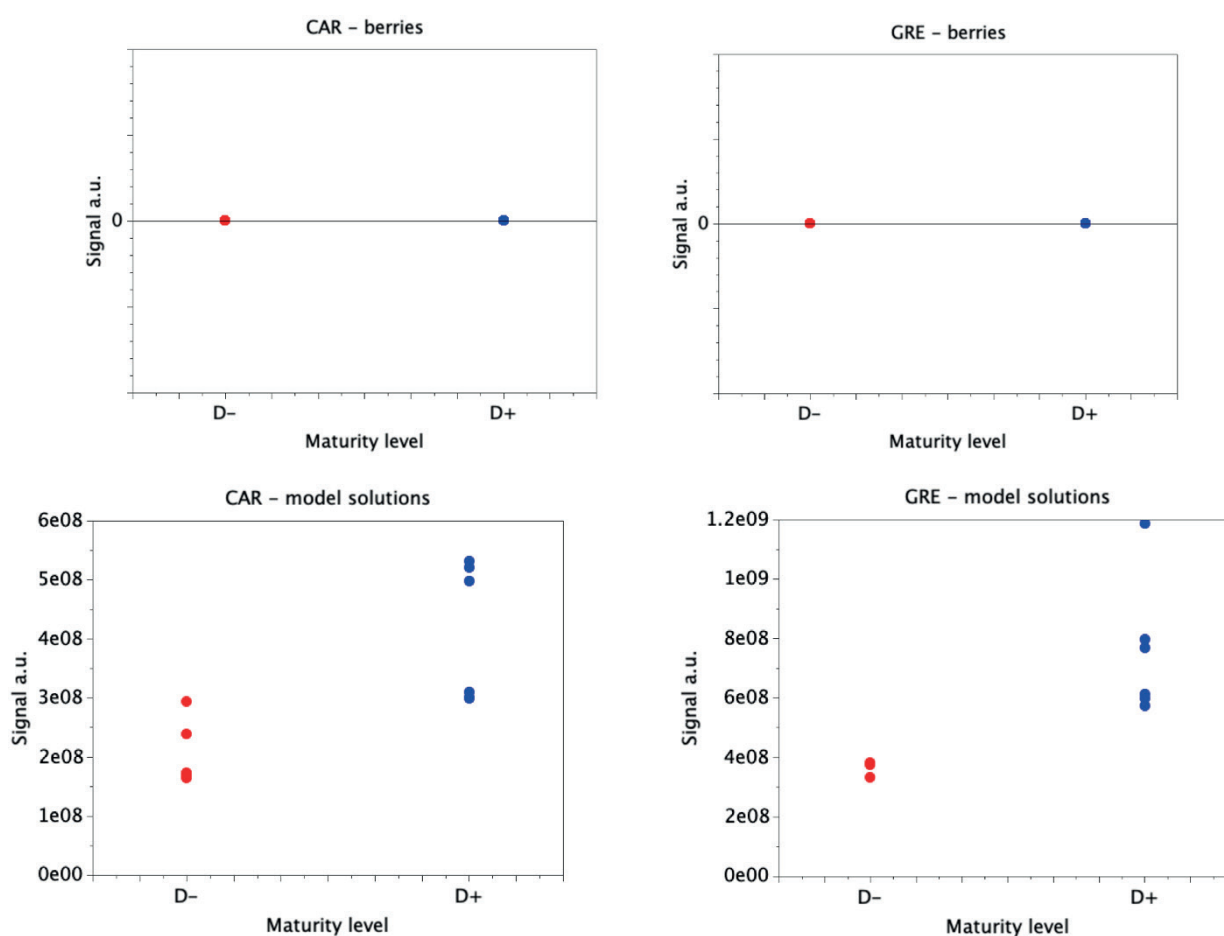 CAR – berries
Signal a.u.
0
D–
D+
Maturity level
GRE – berries
Signal a.u.
0
D–
D+
Maturity level
CAR – model solutions
Signal a.u.
6e08
5e08
4e08
3e08
2e08
1e08
0e00
D–
D+
Maturity level
GRE – model solutions
Signal a.u.
1.2e09
1e09
8e08
6e08
4e08
2e08
0e00
D–
D+
Maturity level